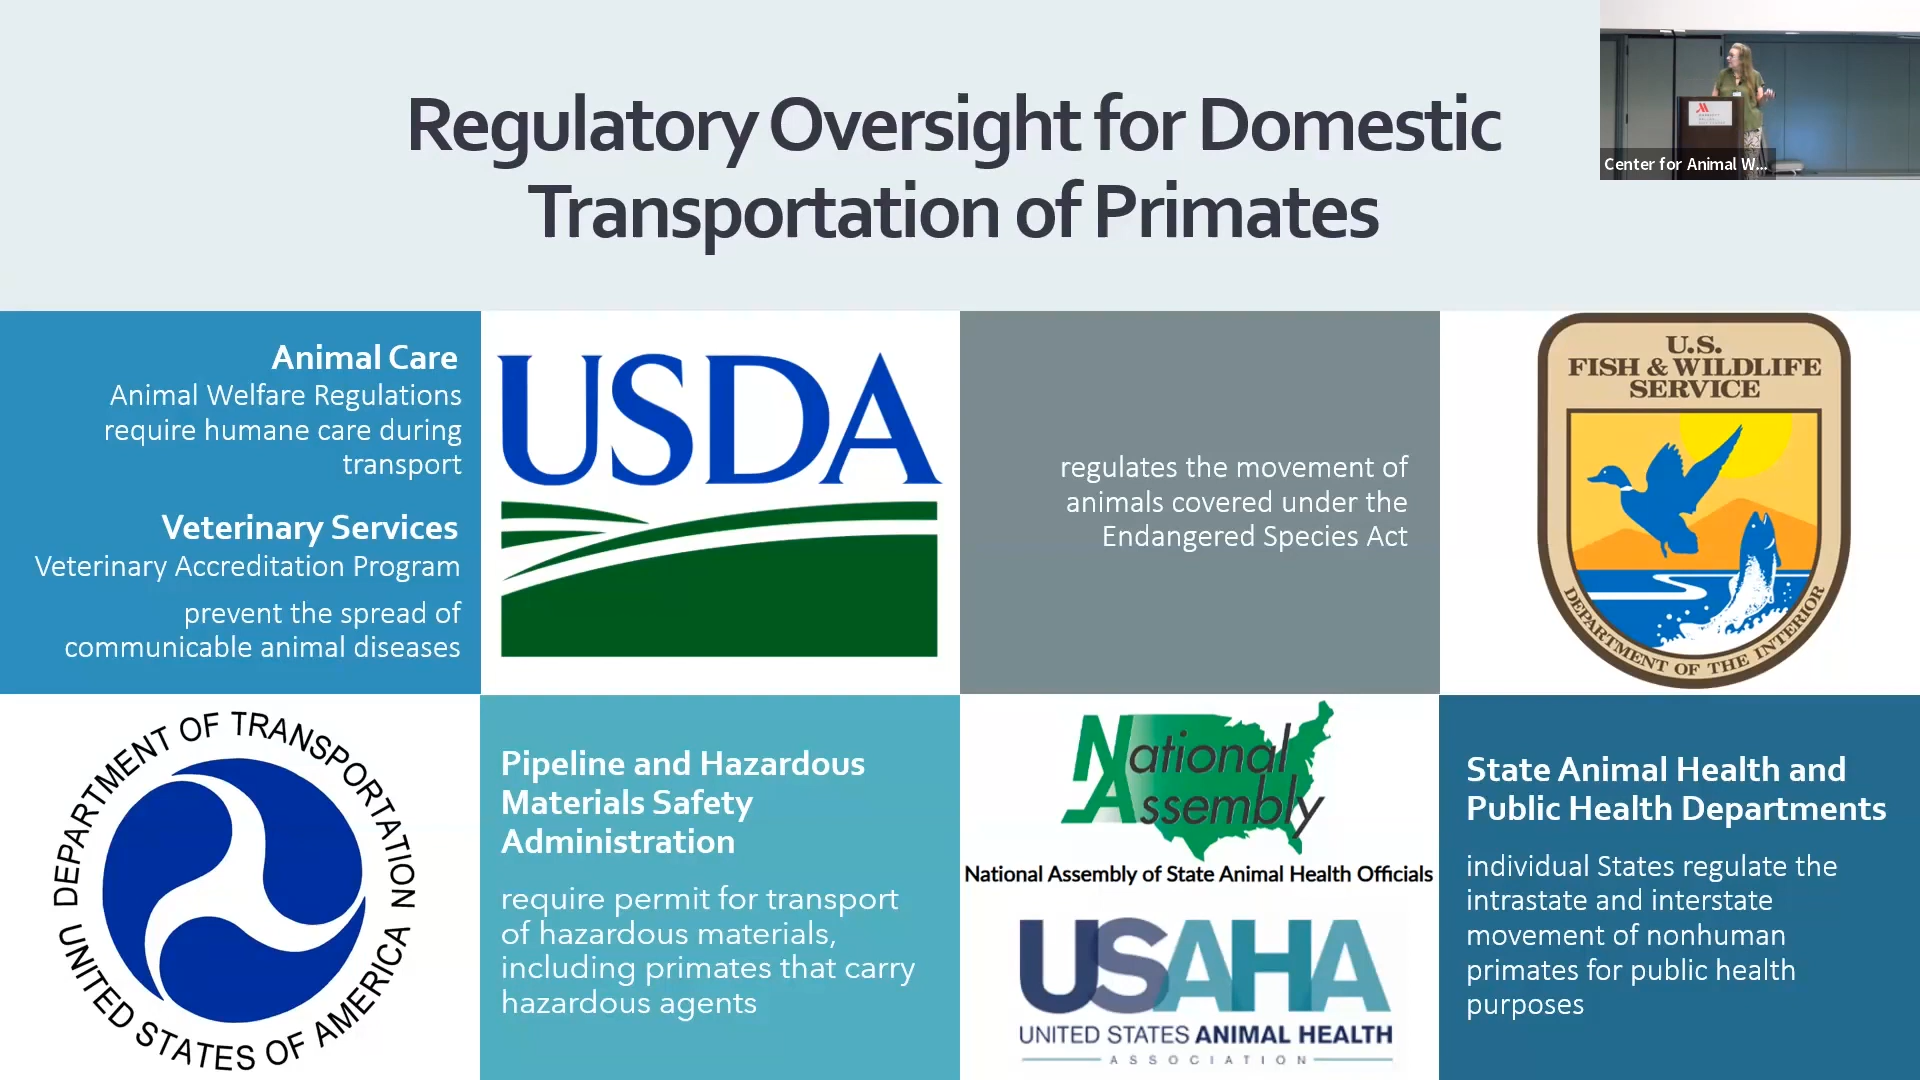 Regulatory Oversight for Domestic
Transportation of Primates
Center for Animal W...
Animal Care
Animal Welfare Regulations
require humane care during
transport
Veterinary Services
Veterinary Accreditation Program
prevent the spread of
communicable animal diseases
USDA
regulates the movement of
animals covered under the
Endangered Species Act
U.S.
FISH & WILDLIFE
SERVICE
DEPARTMENT OF THE INTERIOR
DEPARTMENT OF TRANSPORTATION
UNITED STATES OF AMERICA
Pipeline and Hazardous
Materials Safety
Administration
require permit for transport
of hazardous materials,
including primates that carry
hazardous agents
National
Assembly
National Assembly of State Animal Health Officials
USAHA
UNITED STATES ANIMAL HEALTH
ASSOCIATION
State Animal Health and
Public Health Departments
individual States regulate the
intrastate and interstate
movement of nonhuman
primates for public health
purposes